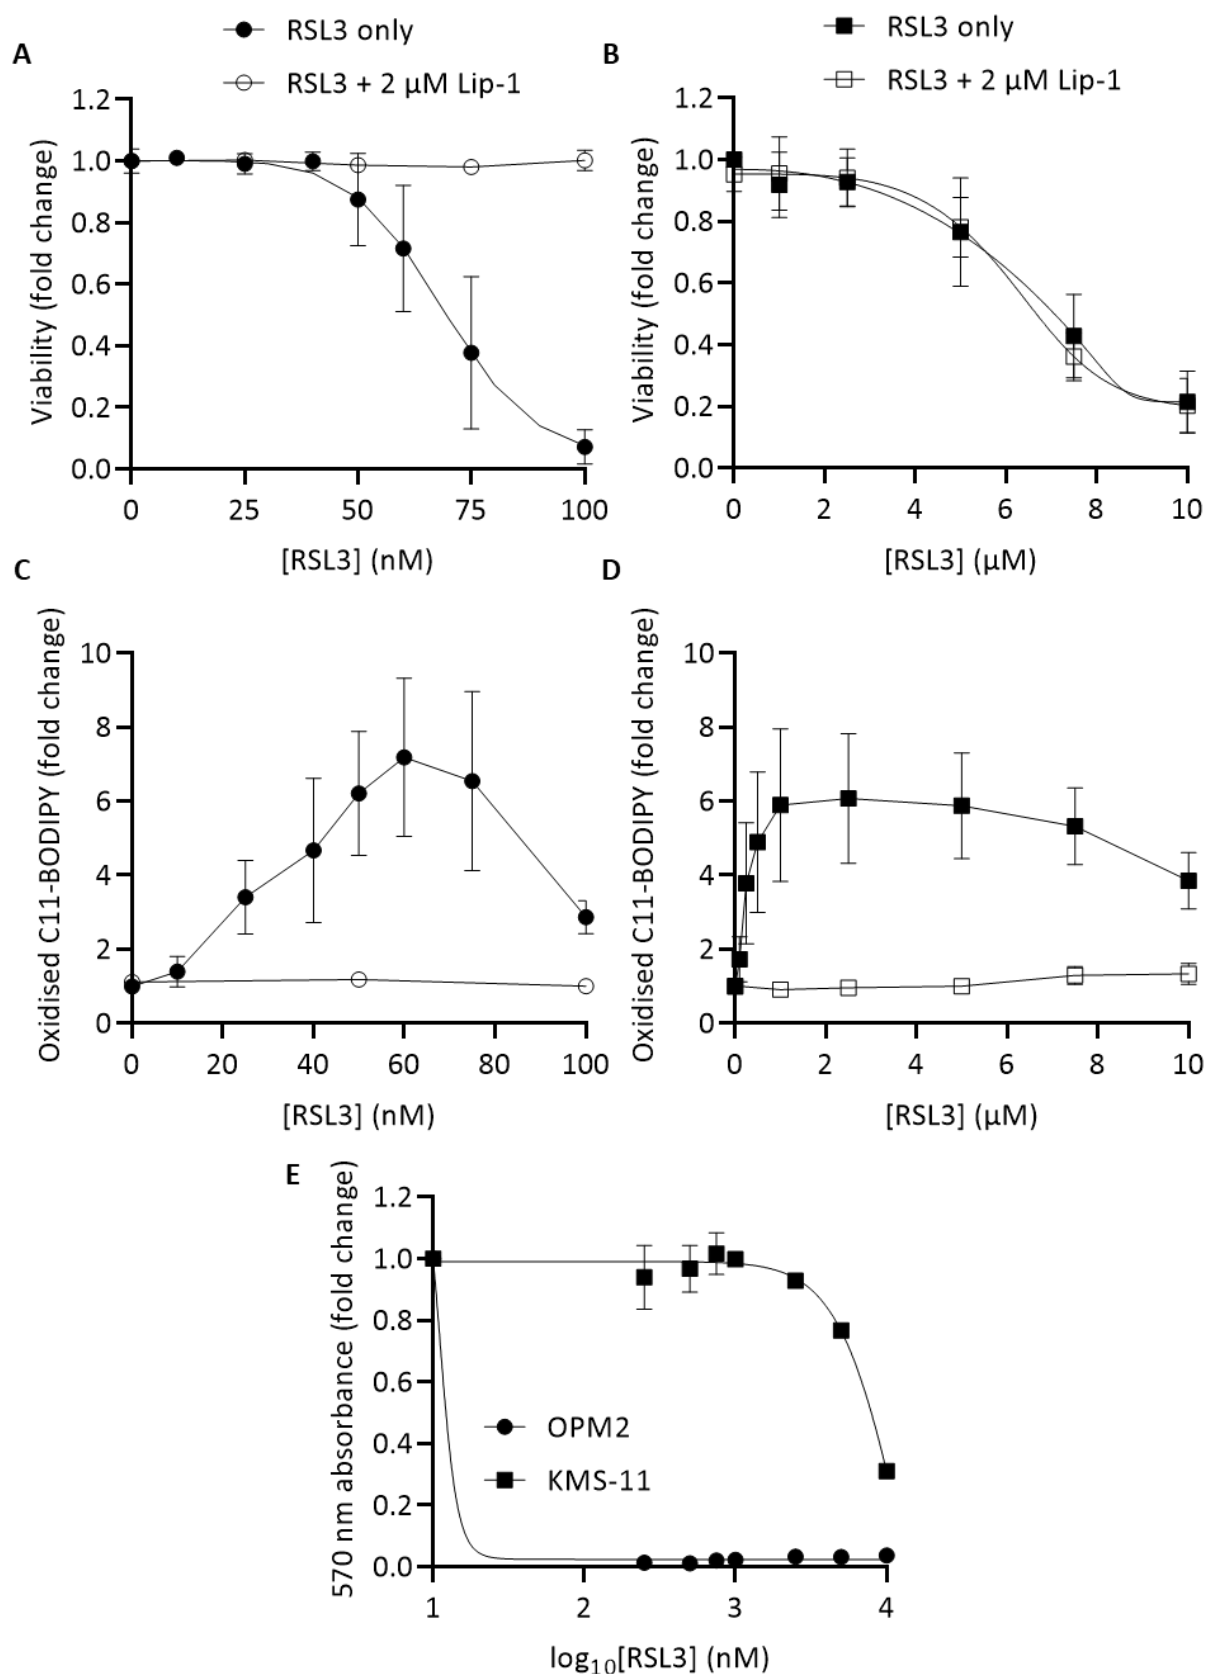 A
RSL3 only
RSL3 + 2 µM Lip-1
Viability (fold change)
1.2
1.0
0.8
0.6
0.4
0.2
0.0
0 25 50 75 100
[RSL3] (nM)
B
RSL3 only
RSL3 + 2 µM Lip-1
Viability (fold change)
1.2
1.0
0.8
0.6
0.4
0.2
0.0
0 2 4 6 8 10
[RSL3] (µM)
C
Oxidised C11-BODIPY (fold change)
10
8
6
4
2
0
0 20 40 60 80 100
[RSL3] (nM)
D
Oxidised C11-BODIPY (fold change)
10
8
6
4
2
0
0 2 4 6 8 10
[RSL3] (µM)
E
570 nm absorbance (fold change)
1.2
1.0
0.8
0.6
0.4
0.2
0.0
OPM2
KMS-11
1 2 3 4
log₁₀[RSL3] (nM)